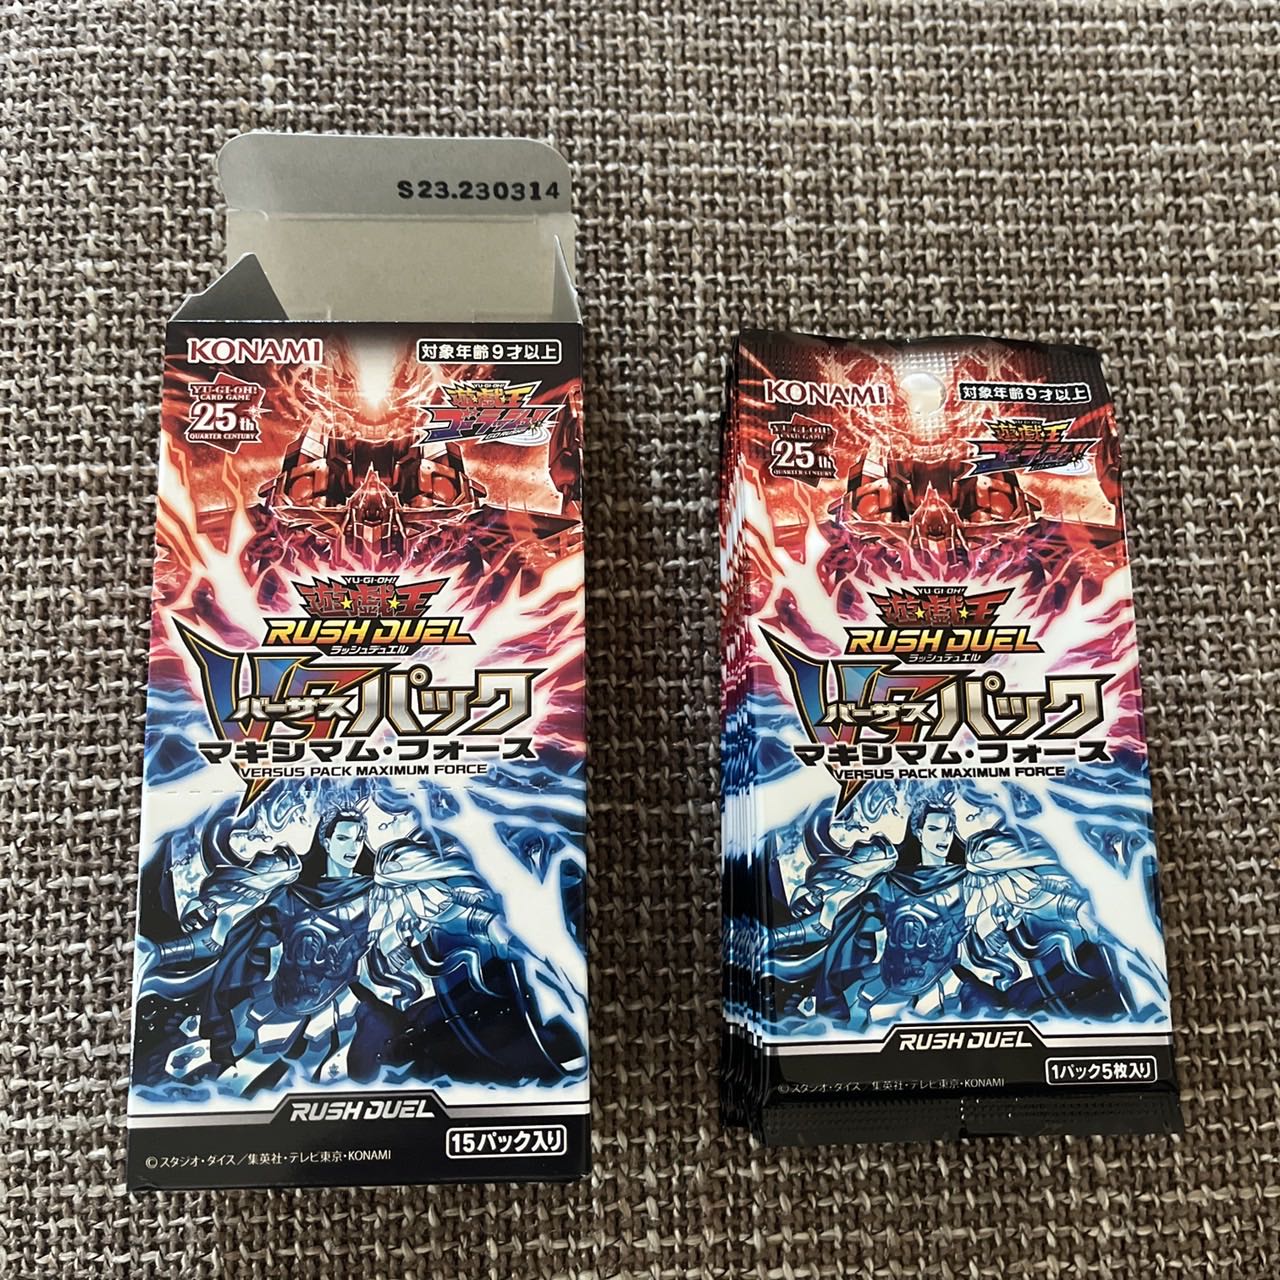 S23.230314
KONAMI
対象年齢9才以上
YU-GI-OH!
CARD GAME
25th
QUARTER CENTURY
YU-GI-OH!
遊戯王
ゴーラッシュ!!
GO RUSH!!
YU-GI-OH!
遊☆戯☆王
RUSH DUEL
ラッシュデュエル
VS
バーサス
パック
マキシマム・フォース
VERSUS PACK MAXIMUM FORCE
RUSH DUEL
15パック入り
©スタジオ・ダイス/集英社・テレビ東京・KONAMI
KONAMI
対象年齢9才以上
YU-GI-OH!
CARD GAME
25th
QUARTER CENTURY
遊戯王
ゴーラッシュ!!
GO RUSH!!
YU-GI-OH!
遊☆戯☆王
RUSH DUEL
ラッシュデュエル
VS
バーサス
パック
マキシマム・フォース
VERSUS PACK MAXIMUM FORCE
RUSH DUEL
©スタジオ・ダイス/集英社・テレビ東京・KONAMI
1パック5枚入り